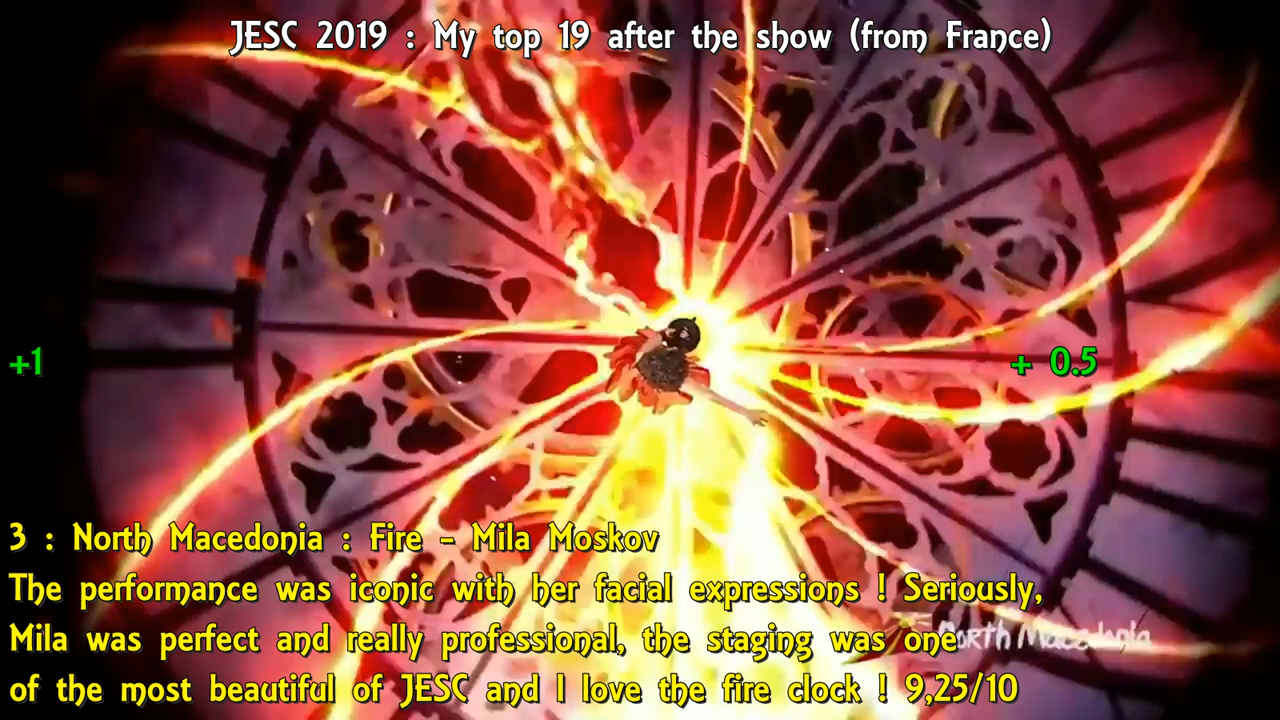 JESC 2019 : My top 19 after the show (from France)
+1
+ 0.5
3 : North Macedonia : Fire - Mila Moskov
The performance was iconic with her facial expressions ! Seriously,
Mila was perfect and really professional, the staging was one
of the most beautiful of JESC and I love the fire clock ! 9,25/10
North Macedonia